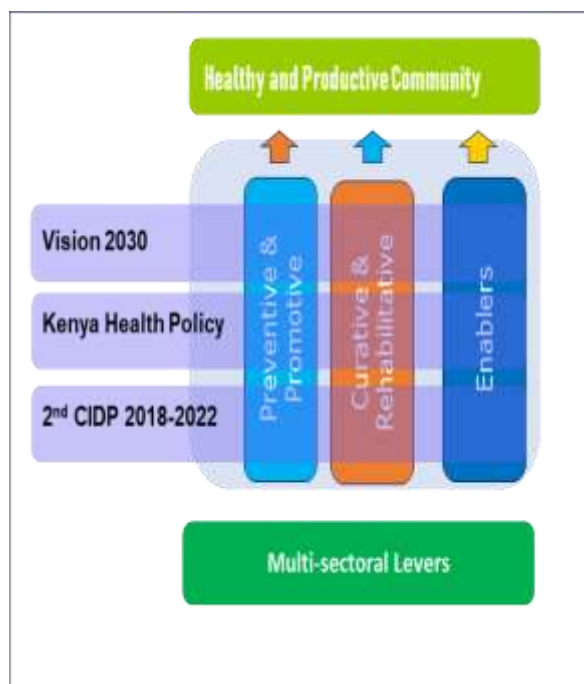 Healthy and Productive Community
Vision 2030
Kenya Health Policy
2nd CIDP 2018-2022
Preventive &
Promotive
Curative &
Rehabilitative
Enablers
Multi-sectoral Levers